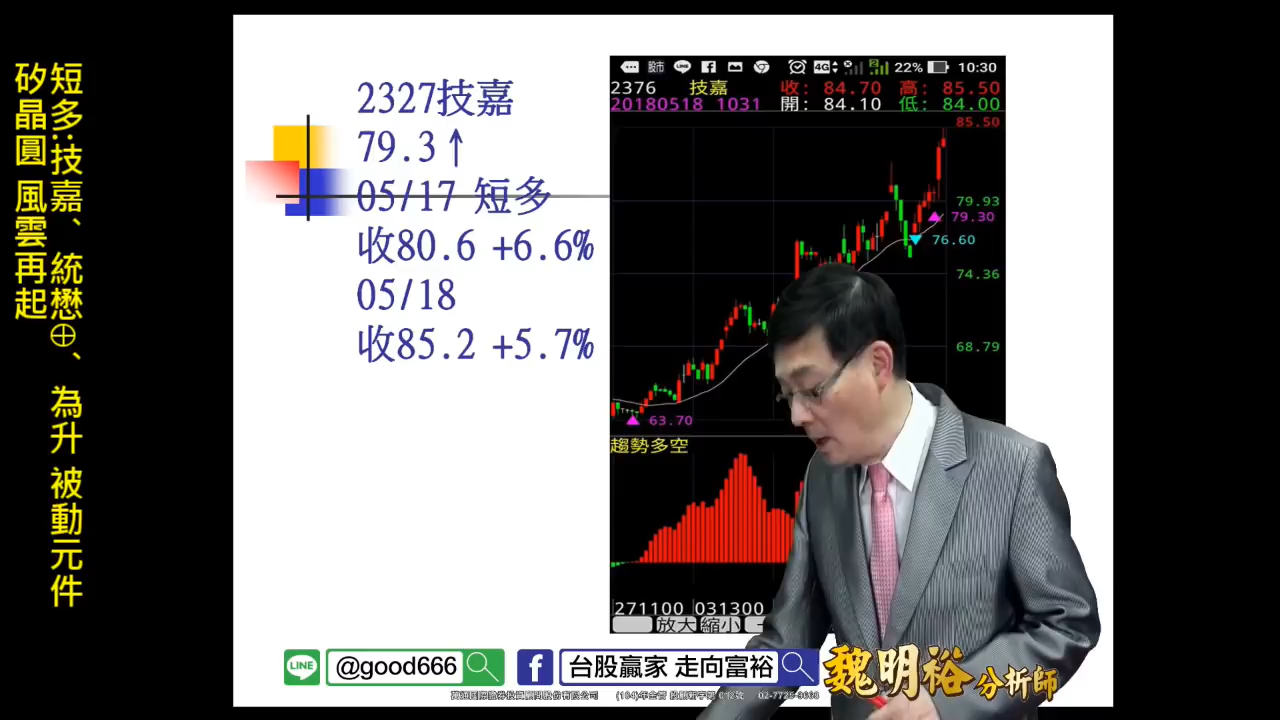 短多:技嘉、統懋⊕、為升 被動元件
矽晶圓 風雲再起
2327技嘉
79.3↑
05/17 短多
收80.6 +6.6%
05/18
收85.2 +5.7%
股市 4G 22% 10:30
2376 技嘉 收: 84.70 高: 85.50
20180518 1031 開: 84.10 低: 84.00
85.50
79.93
79.30
76.60
74.36
68.79
63.70
趨勢多空
271100 031300
放大 縮小
LINE @good666 f 台股贏家 走向富裕
魏明裕 分析師